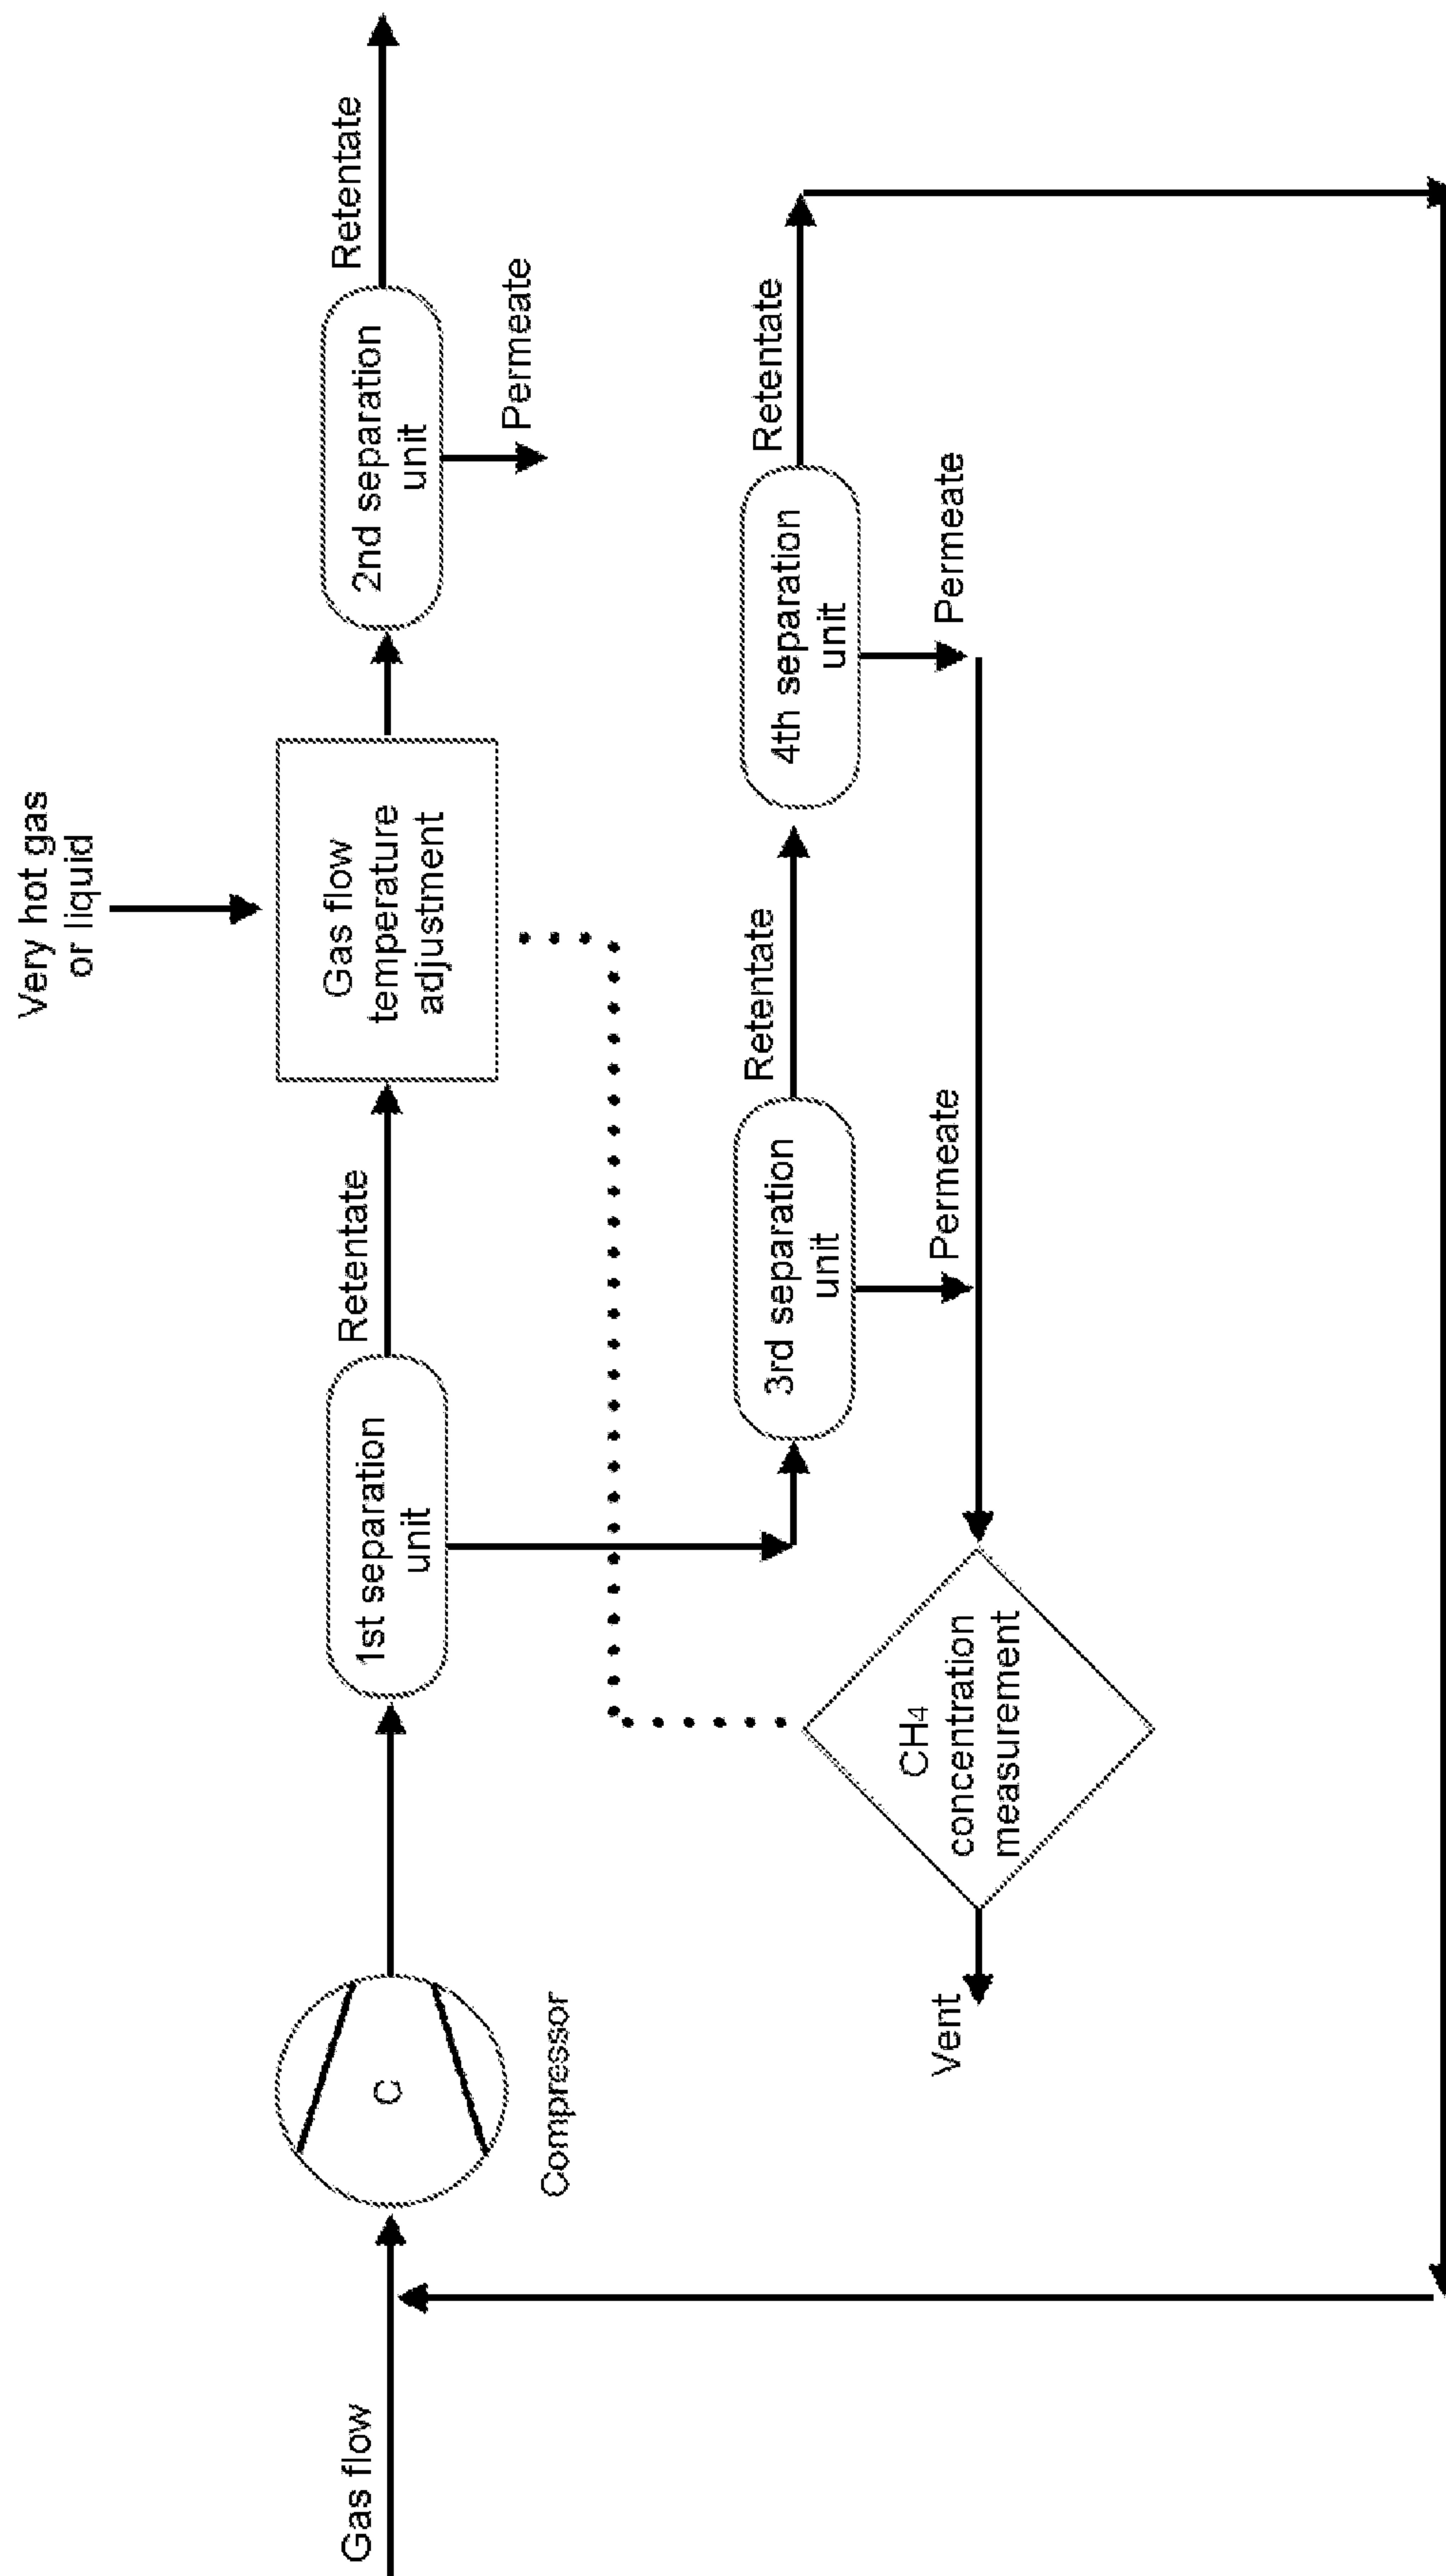 Very hot gas
or liquid
Gas flow
C
Compressor
1st separation
unit
Retentate
Gas flow
temperature
adjustment
2nd separation
unit
Retentate
Permeate
3rd separation
unit
Retentate
4th separation
unit
Retentate
Permeate
Permeate
Vent
CH4
concentration
measurement